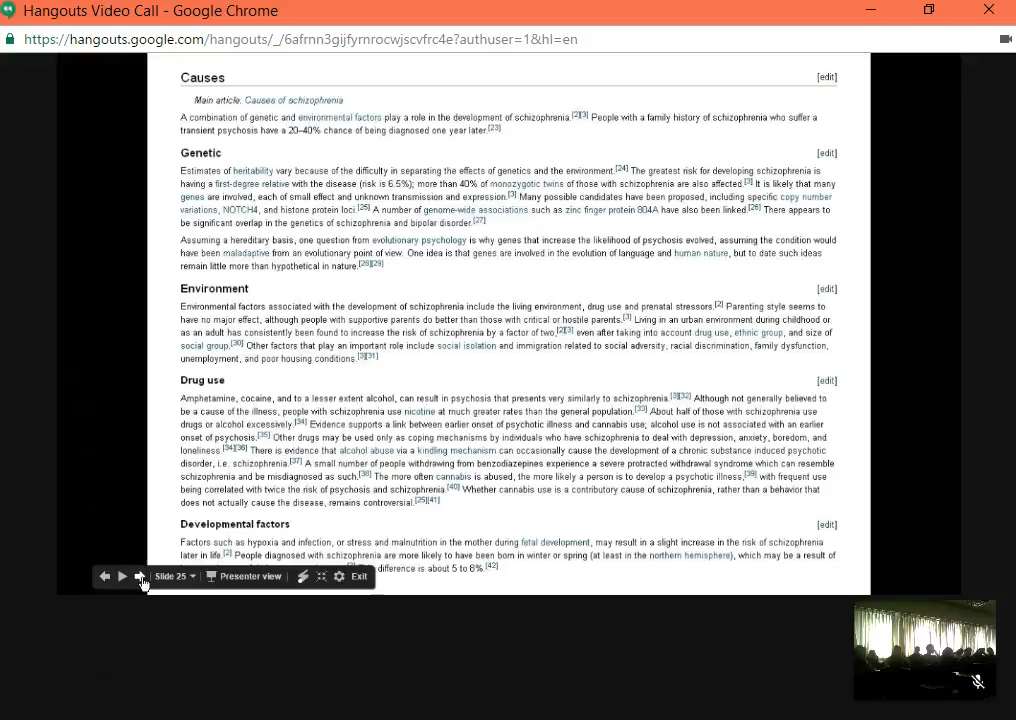 Hangouts Video Call - Google Chrome
https://hangouts.google.com/hangouts/_/6afrnn3gijfyrnrocwjscvfrc4e?authuser=1&hl=en
Causes [edit]
Main article: Causes of schizophrenia
A combination of genetic and environmental factors play a role in the development of schizophrenia.[2][3] People with a family history of schizophrenia who suffer a
transient psychosis have a 20–40% chance of being diagnosed one year later.[23]
Genetic [edit]
Estimates of heritability vary because of the difficulty in separating the effects of genetics and the environment.[24] The greatest risk for developing schizophrenia is
having a first-degree relative with the disease (risk is 6.5%); more than 40% of monozygotic twins of those with schizophrenia are also affected.[3] It is likely that many
genes are involved, each of small effect and unknown transmission and expression.[3] Many possible candidates have been proposed, including specific copy number
variations, NOTCH4, and histone protein loci.[25] A number of genome-wide associations such as zinc finger protein 804A have also been linked.[26] There appears to
be significant overlap in the genetics of schizophrenia and bipolar disorder.[27]
Assuming a hereditary basis, one question from evolutionary psychology is why genes that increase the likelihood of psychosis evolved, assuming the condition would
have been maladaptive from an evolutionary point of view. One idea is that genes are involved in the evolution of language and human nature, but to date such ideas
remain little more than hypothetical in nature.[28][29]
Environment [edit]
Environmental factors associated with the development of schizophrenia include the living environment, drug use and prenatal stressors.[2] Parenting style seems to
have no major effect, although people with supportive parents do better than those with critical or hostile parents.[3] Living in an urban environment during childhood or
as an adult has consistently been found to increase the risk of schizophrenia by a factor of two,[2][3] even after taking into account drug use, ethnic group, and size of
social group.[30] Other factors that play an important role include social isolation and immigration related to social adversity, racial discrimination, family dysfunction,
unemployment, and poor housing conditions.[3][31]
Drug use [edit]
Amphetamine, cocaine, and to a lesser extent alcohol, can result in psychosis that presents very similarly to schizophrenia.[3][32] Although not generally believed to
be a cause of the illness, people with schizophrenia use nicotine at much greater rates than the general population.[33] About half of those with schizophrenia use
drugs or alcohol excessively.[34] Evidence supports a link between earlier onset of psychotic illness and cannabis use; alcohol use is not associated with an earlier
onset of psychosis.[35] Other drugs may be used only as coping mechanisms by individuals who have schizophrenia to deal with depression, anxiety, boredom, and
loneliness.[34][36] There is evidence that alcohol abuse via a kindling mechanism can occasionally cause the development of a chronic substance induced psychotic
disorder, i.e. schizophrenia.[37] A small number of people withdrawing from benzodiazepines experience a severe protracted withdrawal syndrome which can resemble
schizophrenia and be misdiagnosed as such.[38] The more often cannabis is abused, the more likely a person is to develop a psychotic illness,[39] with frequent use
being correlated with twice the risk of psychosis and schizophrenia.[40] Whether cannabis use is a contributory cause of schizophrenia, rather than a behavior that
does not actually cause the disease, remains controversial.[25][41]
Developmental factors [edit]
Factors such as hypoxia and infection, or stress and malnutrition in the mother during fetal development, may result in a slight increase in the risk of schizophrenia
later in life.[2] People diagnosed with schizophrenia are more likely to have been born in winter or spring (at least in the northern hemisphere), which may be a result of
difference is about 5 to 8%.[42]
Slide 25 Presenter view Exit